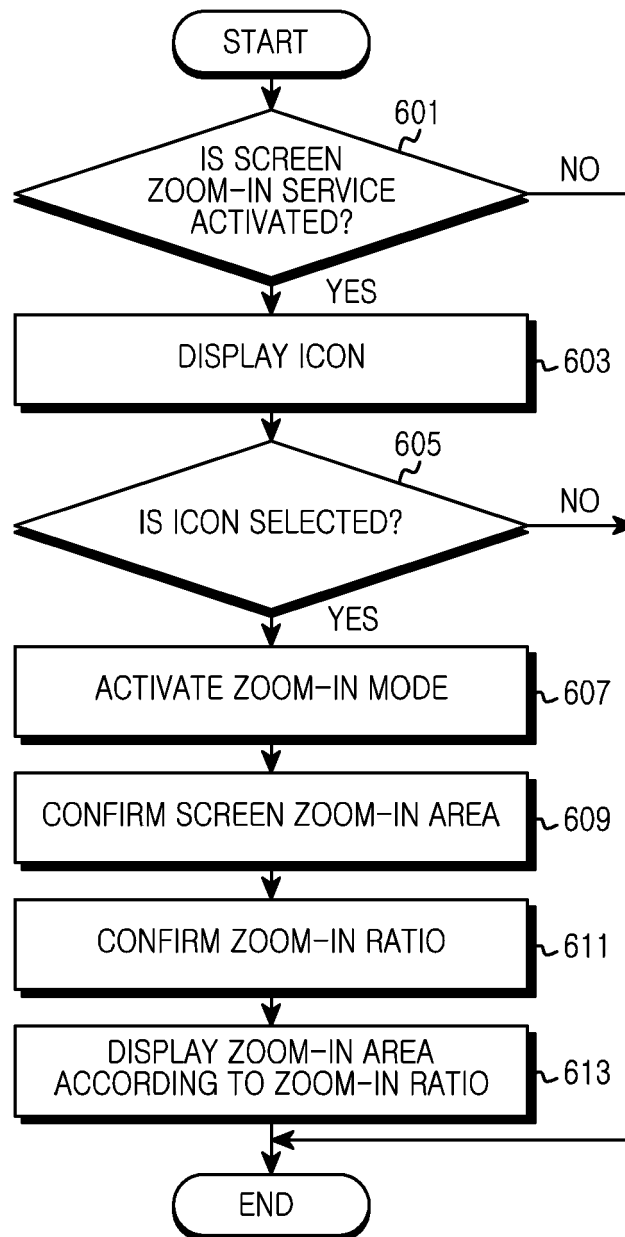 START
601
IS SCREEN
ZOOM-IN SERVICE
ACTIVATED?
NO
YES
DISPLAY ICON
603
605
IS ICON SELECTED?
NO
YES
ACTIVATE ZOOM-IN MODE
607
CONFIRM SCREEN ZOOM-IN AREA
609
CONFIRM ZOOM-IN RATIO
611
DISPLAY ZOOM-IN AREA
ACCORDING TO ZOOM-IN RATIO
613
END